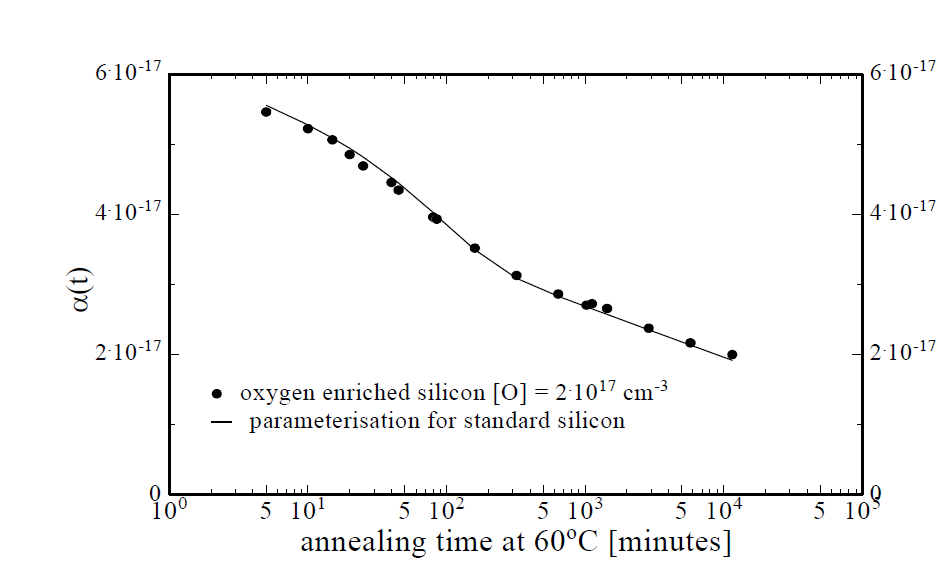 6·10⁻¹⁷ 6·10⁻¹⁷
4·10⁻¹⁷ 4·10⁻¹⁷
α(t)
2·10⁻¹⁷ 2·10⁻¹⁷
oxygen enriched silicon [O] = 2·10¹⁷ cm⁻³
parameterisation for standard silicon
0 0
10⁰ 5 10¹ 5 10² 5 10³ 5 10⁴ 5 10⁵
annealing time at 60°C [minutes]